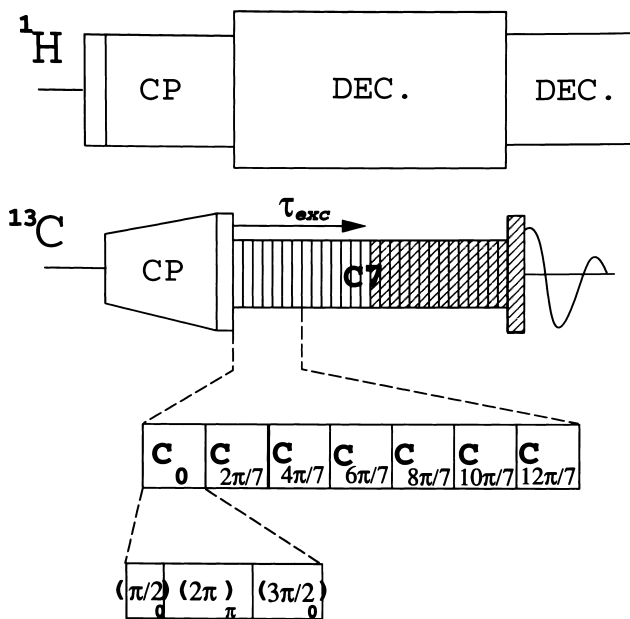 ¹H
CP DEC. DEC.
τexc
¹³C
CP C7
C₀ C2π/7 C4π/7 C6π/7 C8π/7 C10π/7 C12π/7
(π/2)₀ (2π)π (3π/2)₀